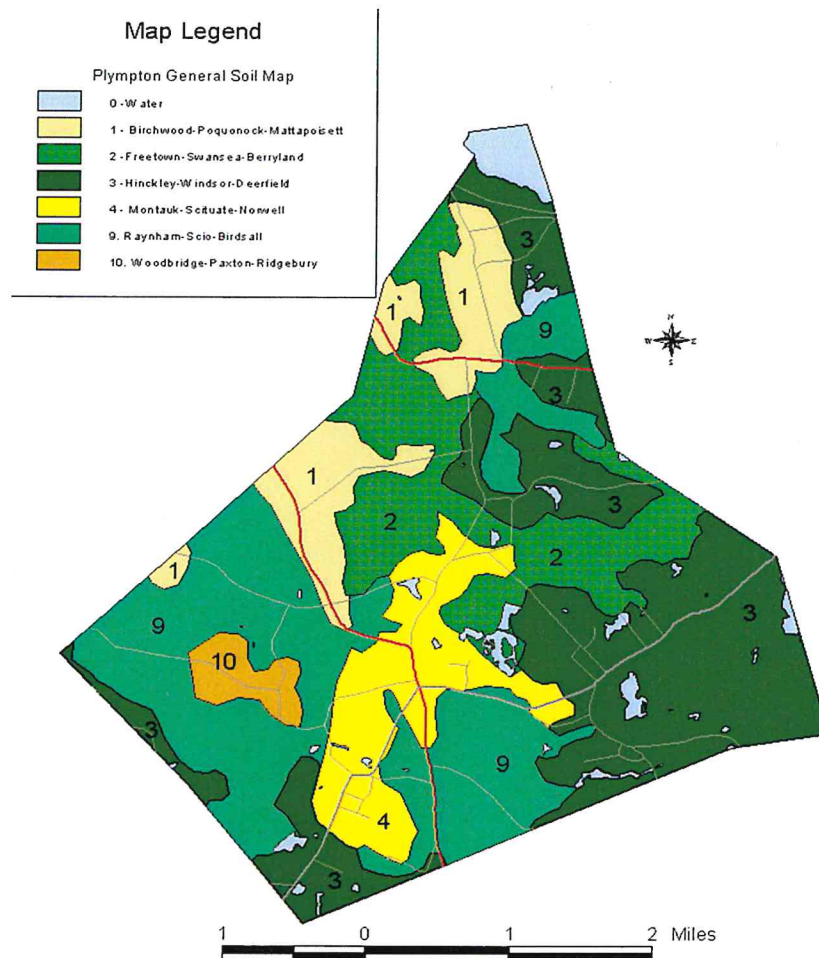 Map Legend
Plympton General Soil Map
0 -Water
1 - Birchwood-Poquonock-Mattapoisett
2 -Freetown-Swansea-Berryland
3 -Hinckley-Windsor-Deerfield
4 - Montauk-Scituate-Norwell
9. Raynham-Scio-Birdsall
10. Woodbridge-Paxton-Ridgebury
3
1
1
9
N
W E
S
3
1
3
2
2
1
3
9
10
3
9
4
3
1 0 1 2 Miles